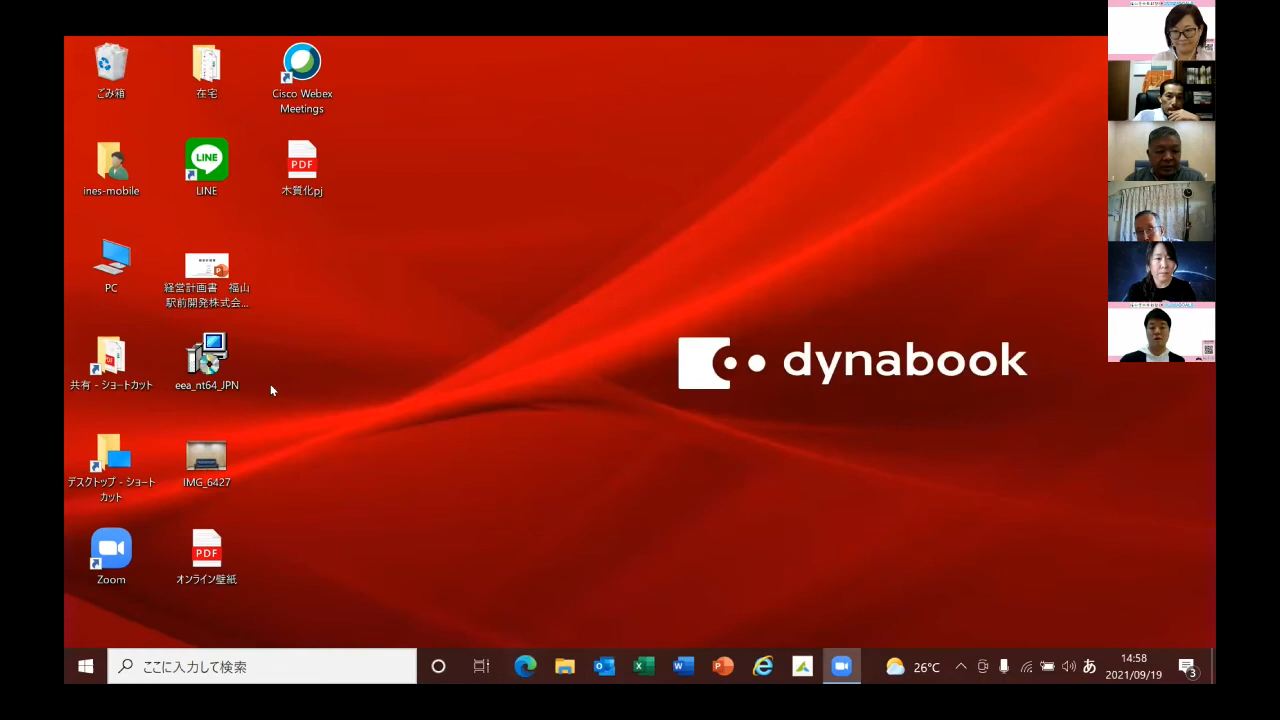 ごみ箱
在宅
Cisco Webex
Meetings
ines-mobile
LINE
LINE
PDF
木質化pj
PC
経営計画書　福山
駅前開発株式会...
共有 - ショートカット
eea_nt64_JPN
dynabook
デスクトップ - ショート
カット
IMG_6427
Zoom
PDF
オンライン壁紙
ここに入力して検索
26°C
あ
14:58
2021/09/19
3